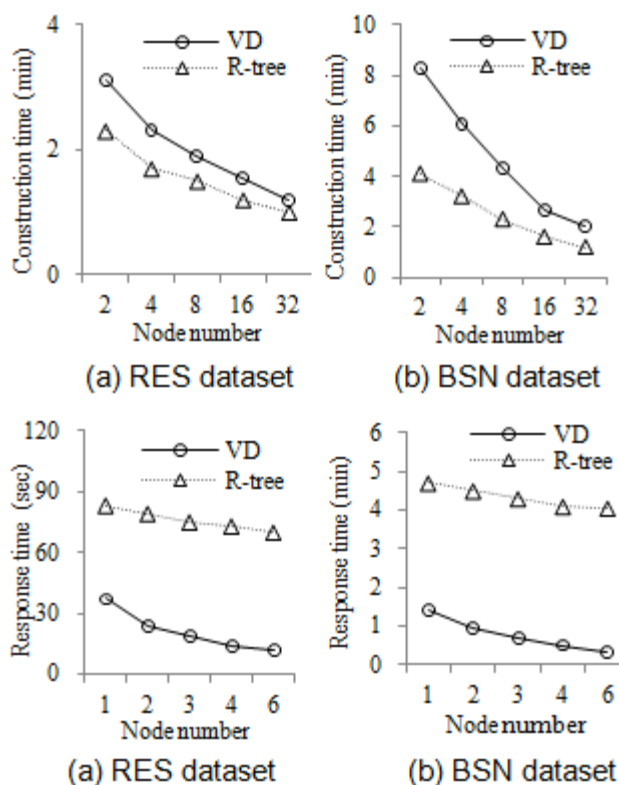 4
2
0
Construction time (min)
VD
R-tree
2 4 8 16 32
Node number
(a) RES dataset
10
8
6
4
2
0
Construction time (min)
VD
R-tree
2 4 8 16 32
Node number
(b) BSN dataset
120
90
60
30
0
Response time (sec)
VD
R-tree
1 2 3 4 6
Node number
(a) RES dataset
6
5
4
3
2
1
0
Response time (min)
VD
R-tree
1 2 3 4 6
Node number
(b) BSN dataset